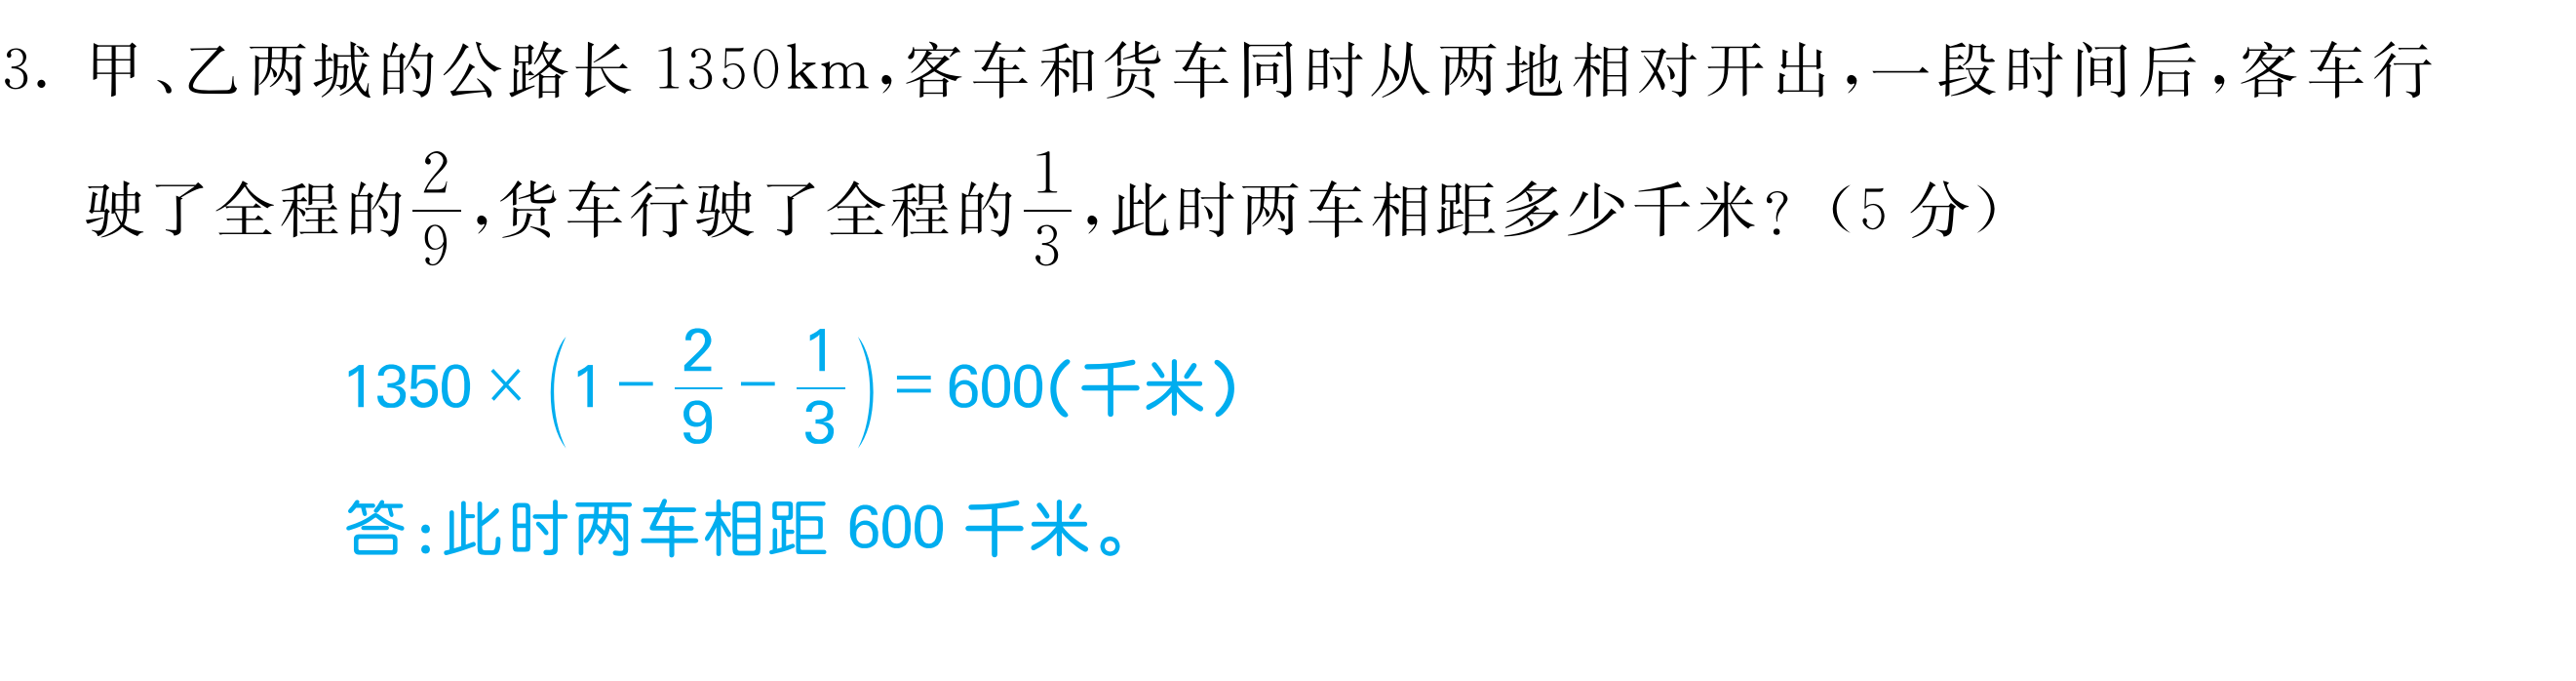 3. 甲、乙两城的公路长 1350km,客车和货车同时从两地相对开出,一段时间后,客车行
驶了全程的2/9,货车行驶了全程的1/3,此时两车相距多少千米?(5 分)
1350 × (1 − 2/9 − 1/3) = 600(千米)
答:此时两车相距 600 千米。